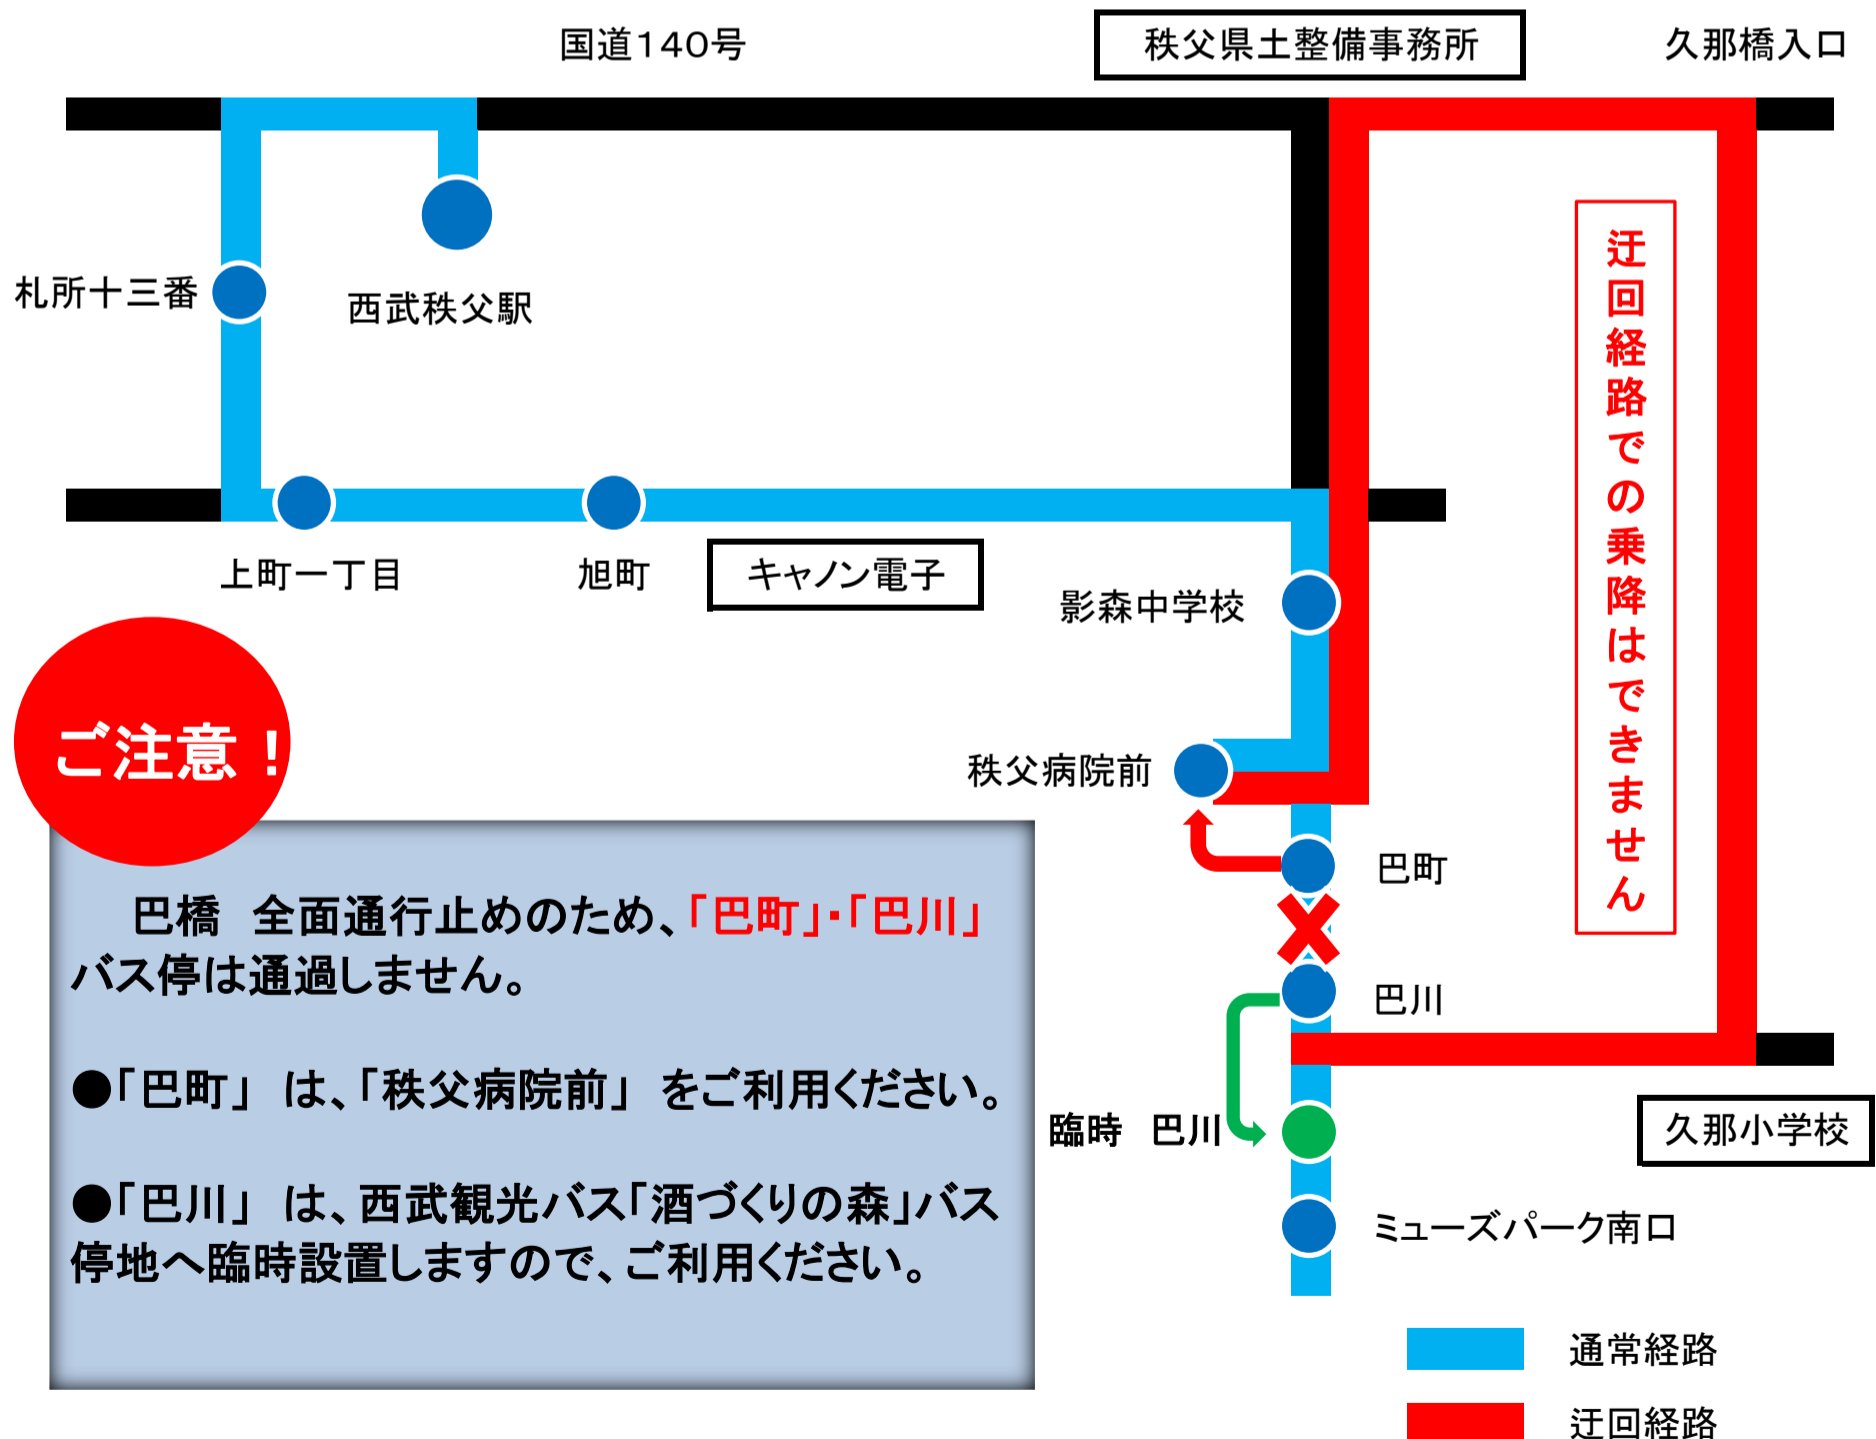 国道140号
秩父県土整備事務所
久那橋入口
札所十三番
西武秩父駅
迂回経路での乗降はできません
上町一丁目
旭町
キャノン電子
影森中学校
ご注意！
秩父病院前
巴町
巴橋　全面通行止めのため、「巴町」・「巴川」
バス停は通過しません。
巴川
●「巴町」 は、「秩父病院前」 をご利用ください。
臨時　巴川
久那小学校
●「巴川」 は、西武観光バス「酒づくりの森」バス
停地へ臨時設置しますので、ご利用ください。
ミューズパーク南口
通常経路
迂回経路